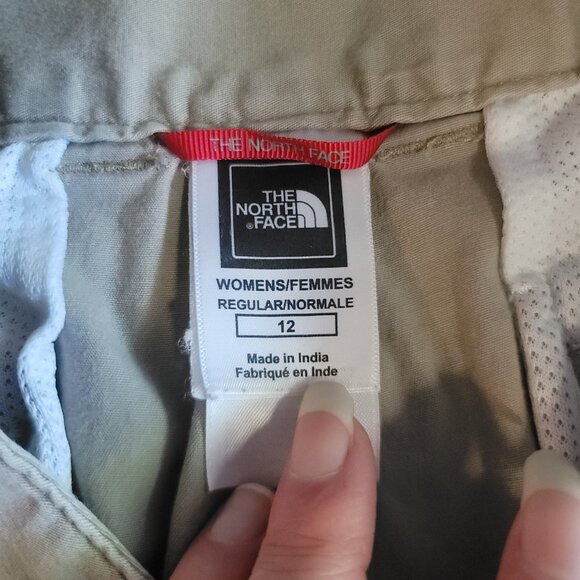 THE NORTH FACE
THE
NORTH
®FACE
WOMENS/FEMMES
REGULAR/NORMALE
12
Made in India
Fabriqué en Inde